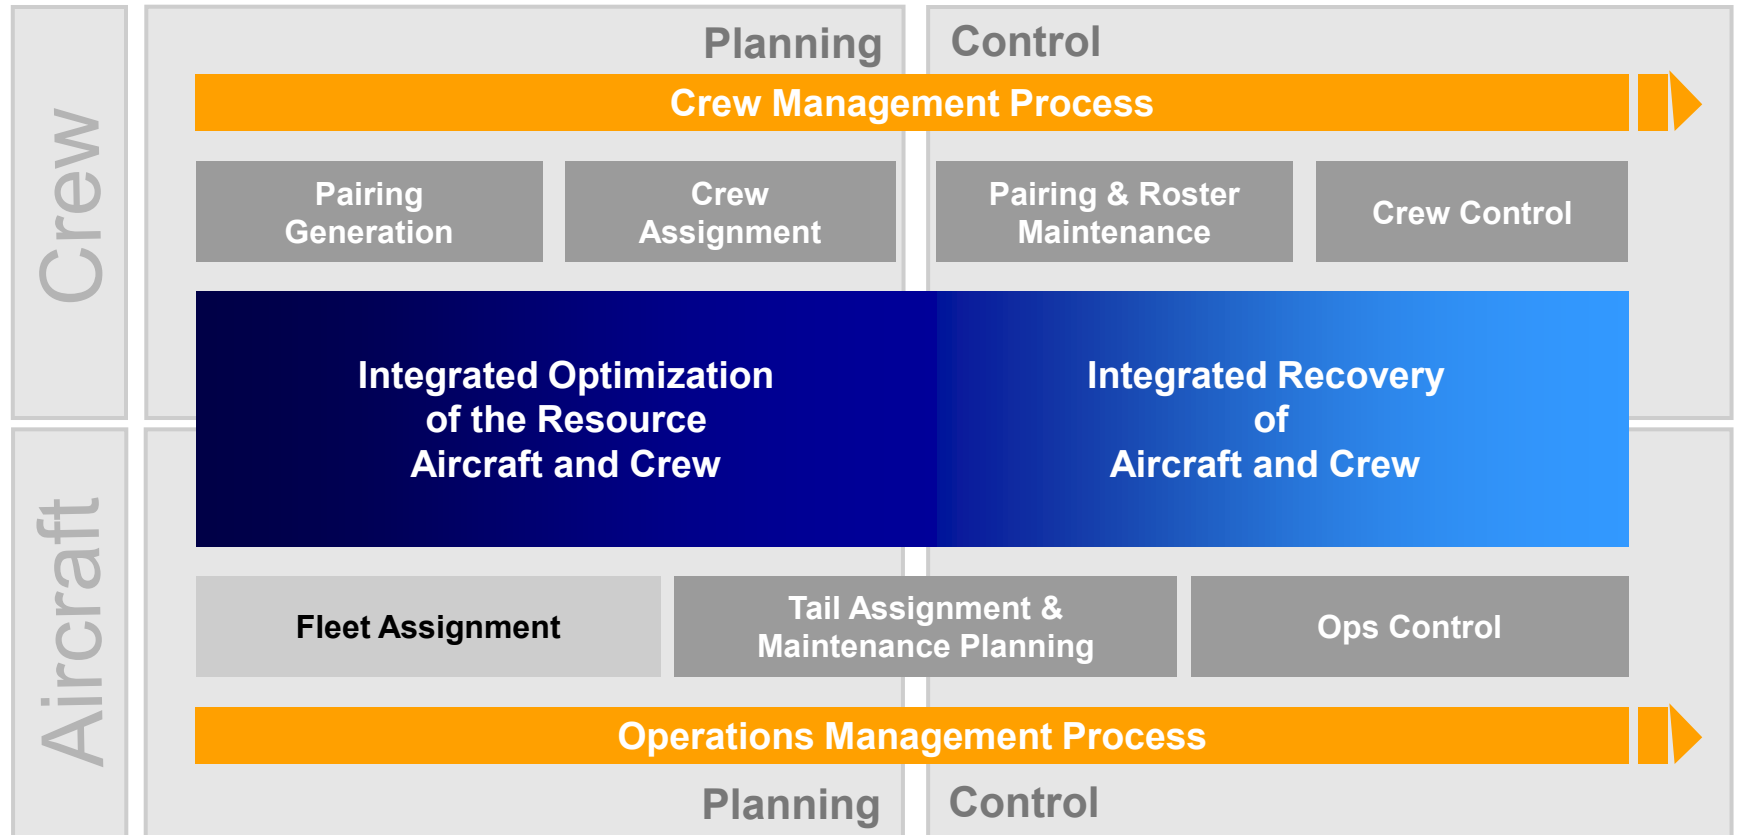 Planning
Control
Crew Management Process
Crew
Pairing
Generation
Crew
Assignment
Pairing & Roster
Maintenance
Crew Control
Integrated Optimization
of the Resource
Aircraft and Crew
Integrated Recovery
of
Aircraft and Crew
Aircraft
Fleet Assignment
Tail Assignment &
Maintenance Planning
Ops Control
Operations Management Process
Planning
Control